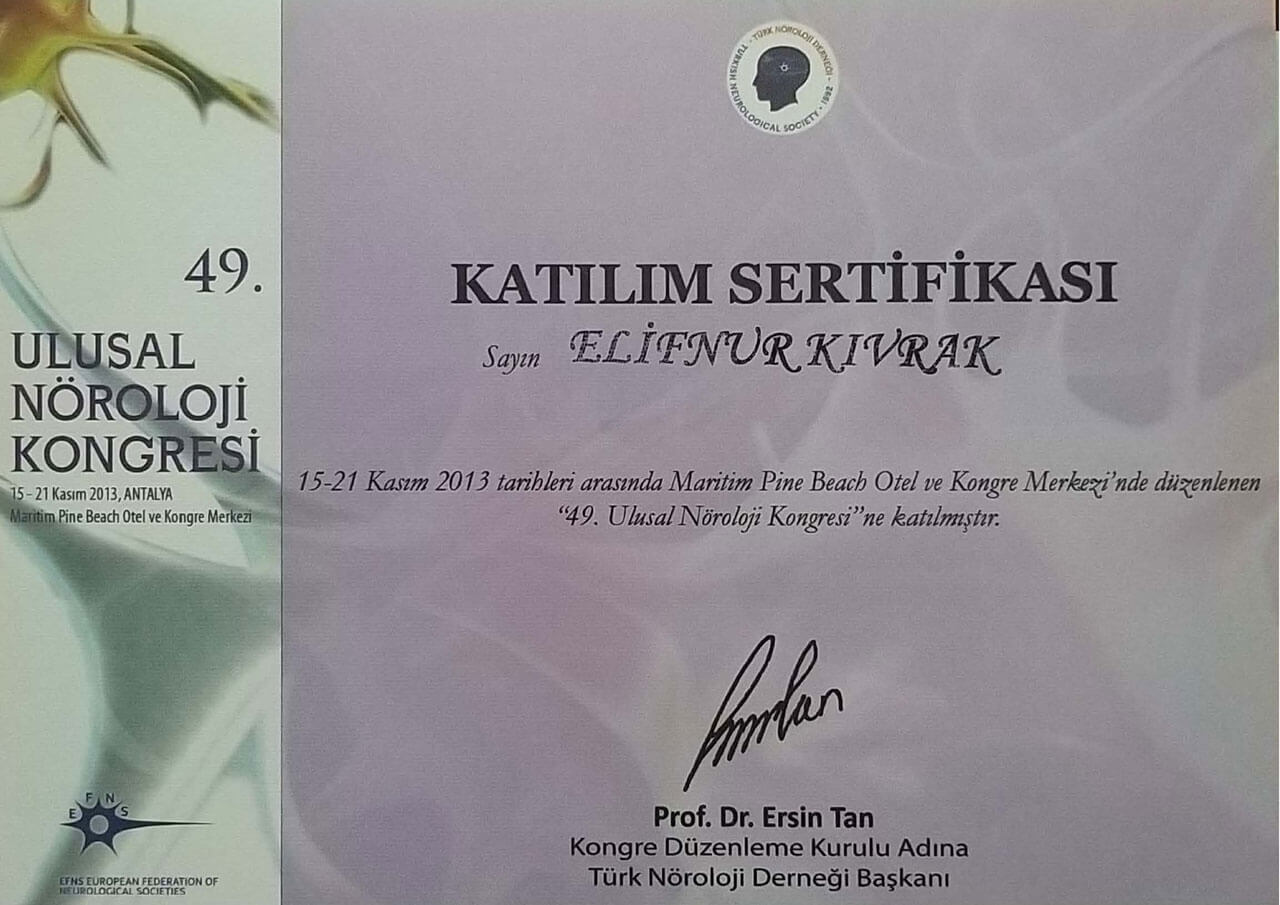 TÜRK NÖROLOJİ DERNEĞİ - 1992 - TURKISH NEUROLOGICAL SOCIETY
49.
ULUSAL
NÖROLOJİ
KONGRESİ
15 - 21 Kasım 2013, ANTALYA
Maritim Pine Beach Otel ve Kongre Merkezi
KATILIM SERTİFİKASI
Sayın ELİFNUR KIVRAK
15-21 Kasım 2013 tarihleri arasında Maritim Pine Beach Otel ve Kongre Merkezi'nde düzenlenen
“49. Ulusal Nöroloji Kongresi”ne katılmıştır.
Prof. Dr. Ersin Tan
Kongre Düzenleme Kurulu Adına
Türk Nöroloji Derneği Başkanı
EFNS
EFNS EUROPEAN FEDERATION OF
NEUROLOGICAL SOCIETIES